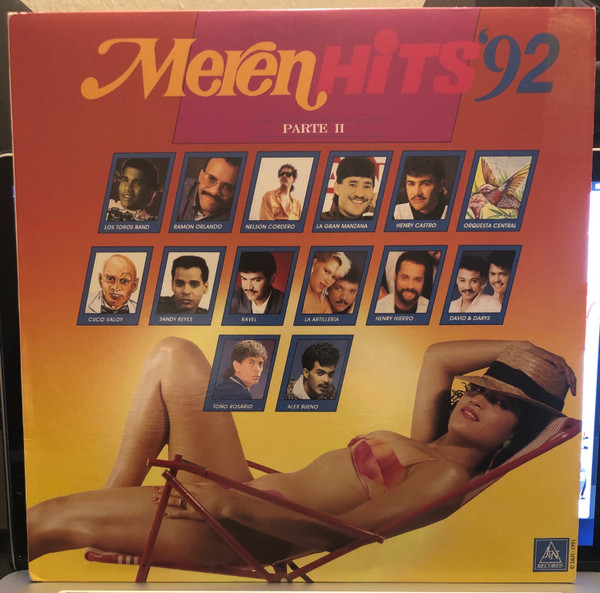 MerenHiTS '92
PARTE II
LOS TOROS BAND
RAMON ORLANDO
NELSON CORDERO
LA GRAN MANZANA
HENRY CASTRO
ORQUESTA CENTRAL
CUCO VALOY
SANDY REYES
RAVEL
LA ARTILLERIA
HENRY HIERRO
DAVID & DARYS
TOÑO ROSARIO
ALEX BUENO
J&N
RECORDS